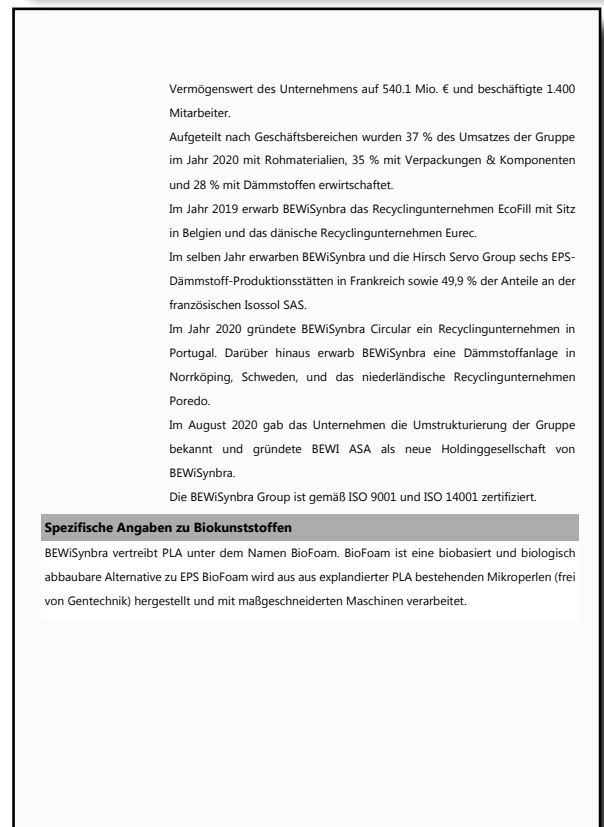 Vermögenswert des Unternehmens auf 540.1 Mio. € und beschäftigte 1.400
Mitarbeiter.
Aufgeteilt nach Geschäftsbereichen wurden 37 % des Umsatzes der Gruppe
im Jahr 2020 mit Rohmaterialien, 35 % mit Verpackungen & Komponenten
und 28 % mit Dämmstoffen erwirtschaftet.
Im Jahr 2019 erwarb BEWiSynbra das Recyclingunternehmen EcoFill mit Sitz
in Belgien und das dänische Recyclingunternehmen Eurec.
Im selben Jahr erwarben BEWiSynbra und die Hirsch Servo Group sechs EPS-
Dämmstoff-Produktionsstätten in Frankreich sowie 49,9 % der Anteile an der
französischen Isossol SAS.
Im Jahr 2020 gründete BEWiSynbra Circular ein Recyclingunternehmen in
Portugal. Darüber hinaus erwarb BEWiSynbra eine Dämmstoffanlage in
Norrköping, Schweden, und das niederländische Recyclingunternehmen
Poredo.
Im August 2020 gab das Unternehmen die Umstrukturierung der Gruppe
bekannt und gründete BEWI ASA als neue Holdinggesellschaft von
BEWiSynbra.
Die BEWiSynbra Group ist gemäß ISO 9001 und ISO 14001 zertifiziert.
Spezifische Angaben zu Biokunststoffen
BEWiSynbra vertreibt PLA unter dem Namen BioFoam. BioFoam ist eine biobasiert und biologisch
abbaubare Alternative zu EPS BioFoam wird aus aus explandierter PLA bestehenden Mikroperlen (frei
von Gentechnik) hergestellt und mit maßgeschneiderten Maschinen verarbeitet.